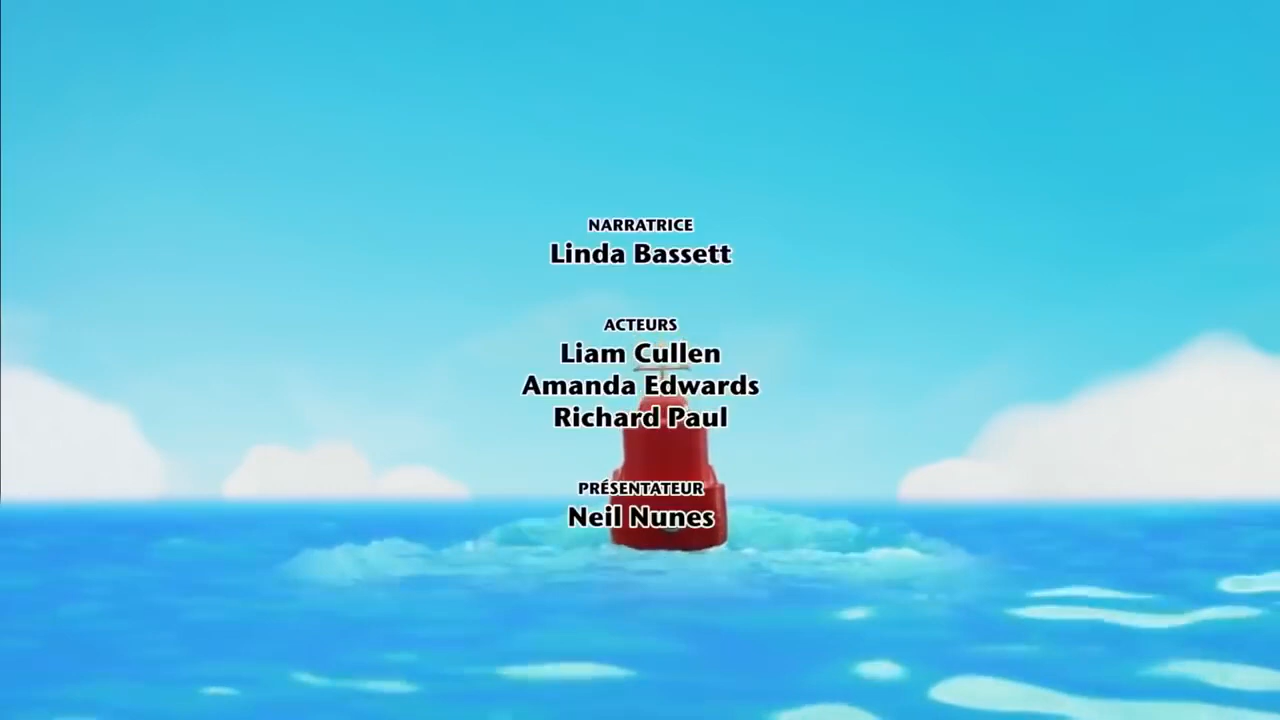 NARRATRICE
Linda Bassett
ACTEURS
Liam Cullen
Amanda Edwards
Richard Paul
PRÉSENTATEUR
Neil Nunes